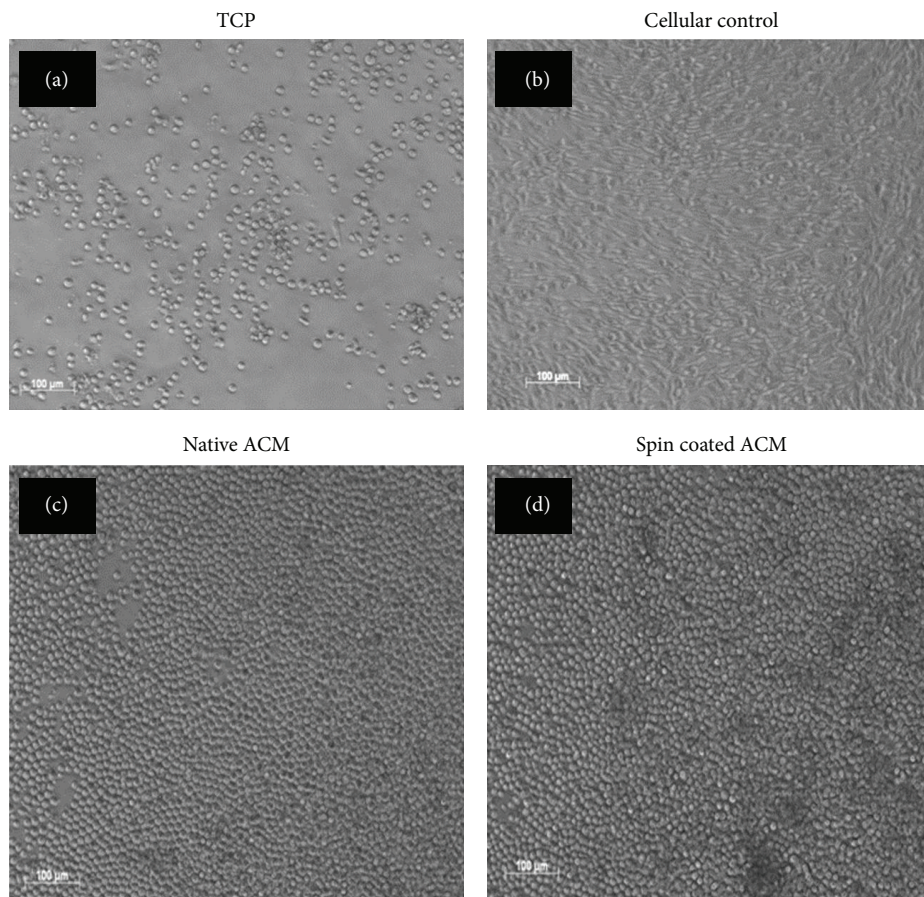 TCP
Cellular control
(a)
(b)
100 µm
100 µm
Native ACM
Spin coated ACM
(c)
(d)
100 µm
100 µm